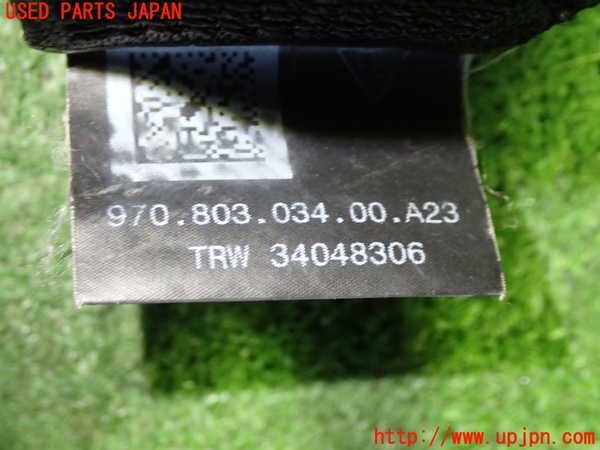 USED PARTS JAPAN
970.803.034.00.A23
TRW 34048306
http://www.upjpn.com/